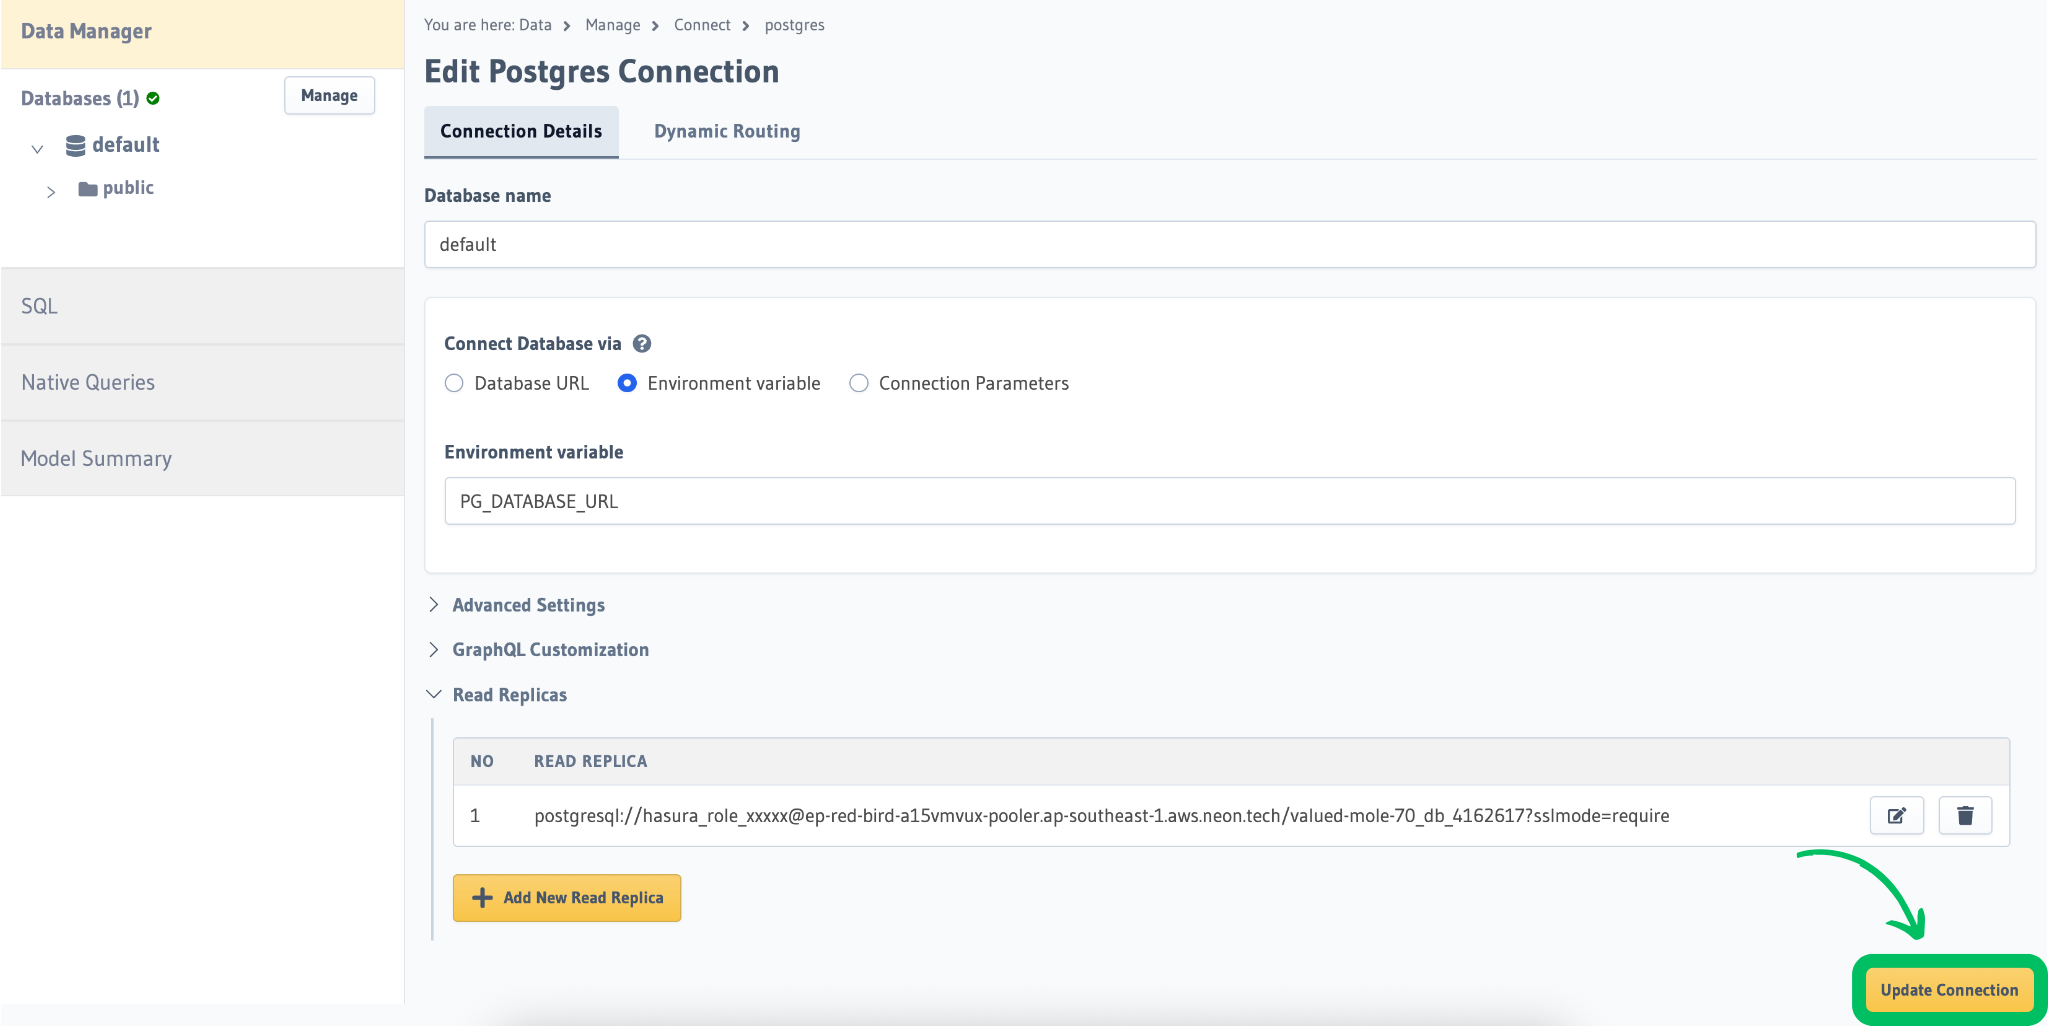 Data Manager
Databases (1)
Manage
default
public
SQL
Native Queries
Model Summary
You are here: Data > Manage > Connect > postgres
Edit Postgres Connection
Connection Details
Dynamic Routing
Database name
default
Connect Database via ?
Database URL
Environment variable
Connection Parameters
Environment variable
PG_DATABASE_URL
Advanced Settings
GraphQL Customization
Read Replicas
NO READ REPLICA
1 postgresql://hasura_role_xxxxx@ep-red-bird-a15vmvux-pooler.ap-southeast-1.aws.neon.tech/valued-mole-70_db_4162617?sslmode=require
+ Add New Read Replica
Update Connection